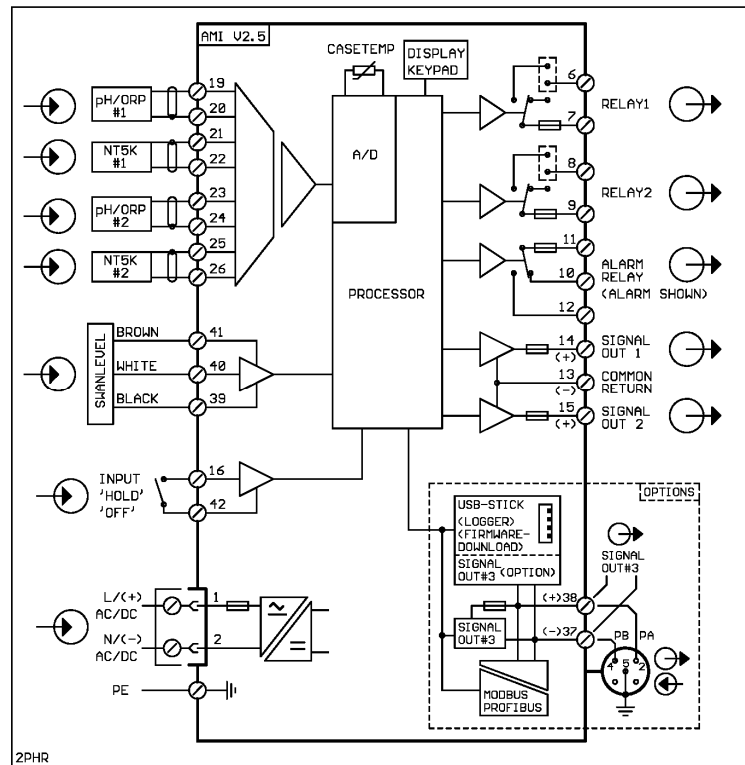 AMI V2.5
CASETEMP
DISPLAY
KEYPAD
A/D
PROCESSOR
pH/ORP
#1
19
20
NT5K
#1
21
22
pH/ORP
#2
23
24
NT5K
#2
25
26
SWANLEVEL
BROWN
41
WHITE
40
BLACK
39
INPUT
'HOLD'
'OFF'
16
42
L/(+)
AC/DC
1
N/(-)
AC/DC
2
PE
6
RELAY1
7
8
RELAY2
9
11
10
ALARM
RELAY
(ALARM SHOWN)
12
14
(+)
SIGNAL
OUT 1
13
(-)
COMMON
RETURN
15
(+)
SIGNAL
OUT 2
OPTIONS
USB-STICK
(LOGGER)
(FIRMWARE-
DOWNLOAD)
SIGNAL
OUT#3 (OPTION)
SIGNAL
OUT#3
(+)38
SIGNAL
OUT#3
(-)37
PB PA
4 5 2
MODBUS
PROFIBUS
2PHR